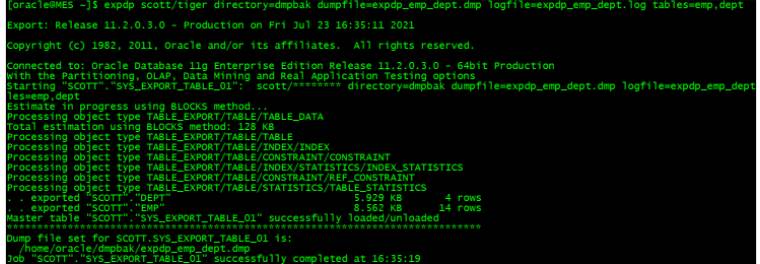 [oracle@MES ~]$ expdp scott/tiger directory=dmpbak dumpfile=expdp_emp_dept.dmp logfile=expdp_emp_dept.log tables=emp,dept
Export: Release 11.2.0.3.0 - Production on Fri Jul 23 16:35:11 2021
Copyright (c) 1982, 2011, Oracle and/or its affiliates.  All rights reserved.
Connected to: Oracle Database 11g Enterprise Edition Release 11.2.0.3.0 - 64bit Production
With the Partitioning, OLAP, Data Mining and Real Application Testing options
Starting "SCOTT"."SYS_EXPORT_TABLE_01":  scott/******** directory=dmpbak dumpfile=expdp_emp_dept.dmp logfile=expdp_emp_dept
les=emp,dept
Estimate in progress using BLOCKS method...
Processing object type TABLE_EXPORT/TABLE/TABLE_DATA
Total estimation using BLOCKS method: 128 KB
Processing object type TABLE_EXPORT/TABLE/TABLE
Processing object type TABLE_EXPORT/TABLE/INDEX/INDEX
Processing object type TABLE_EXPORT/TABLE/CONSTRAINT/CONSTRAINT
Processing object type TABLE_EXPORT/TABLE/INDEX/STATISTICS/INDEX_STATISTICS
Processing object type TABLE_EXPORT/TABLE/CONSTRAINT/REF_CONSTRAINT
Processing object type TABLE_EXPORT/TABLE/STATISTICS/TABLE_STATISTICS
. . exported "SCOTT"."DEPT"                              5.929 KB       4 rows
. . exported "SCOTT"."EMP"                               8.562 KB      14 rows
Master table "SCOTT"."SYS_EXPORT_TABLE_01" successfully loaded/unloaded
******************************************************************************
Dump file set for SCOTT.SYS_EXPORT_TABLE_01 is:
  /home/oracle/dmpbak/expdp_emp_dept.dmp
Job "SCOTT"."SYS_EXPORT_TABLE_01" successfully completed at 16:35:19